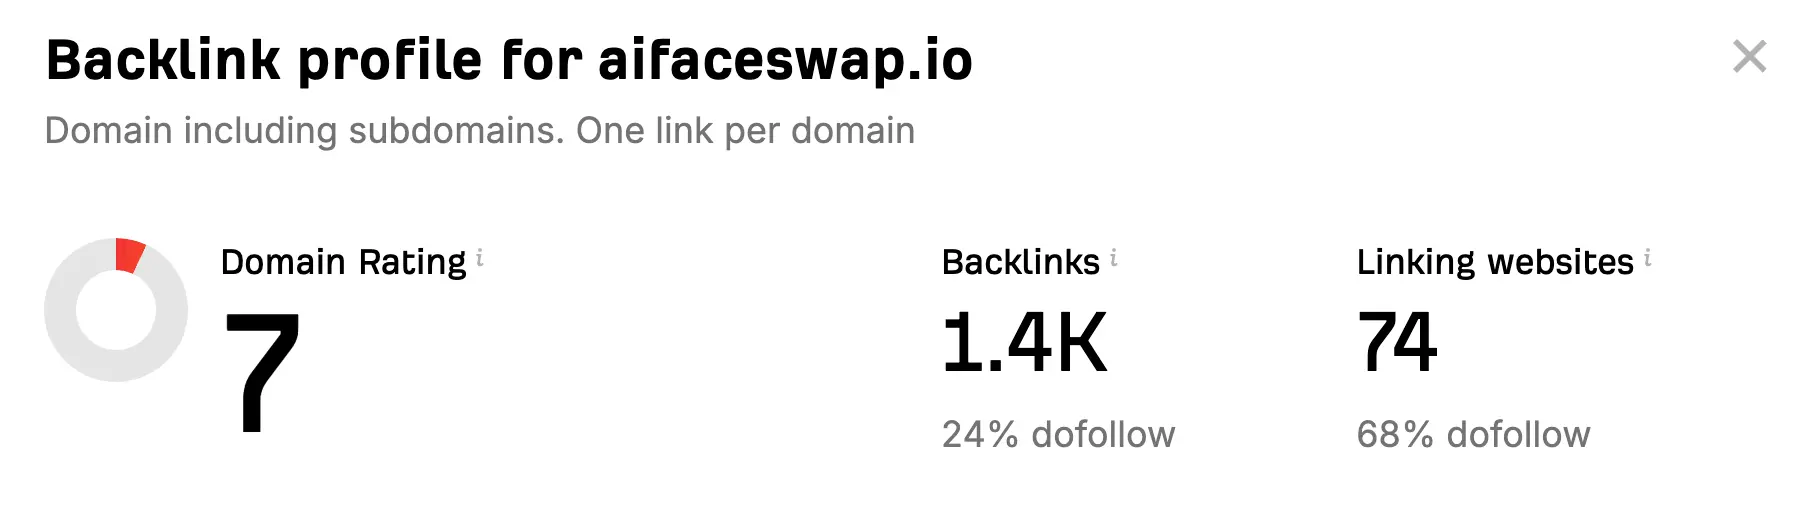 Backlink profile for aifaceswap.io
Domain including subdomains. One link per domain
Domain Rating i
7
Backlinks i
1.4K
24% dofollow
Linking websites i
74
68% dofollow